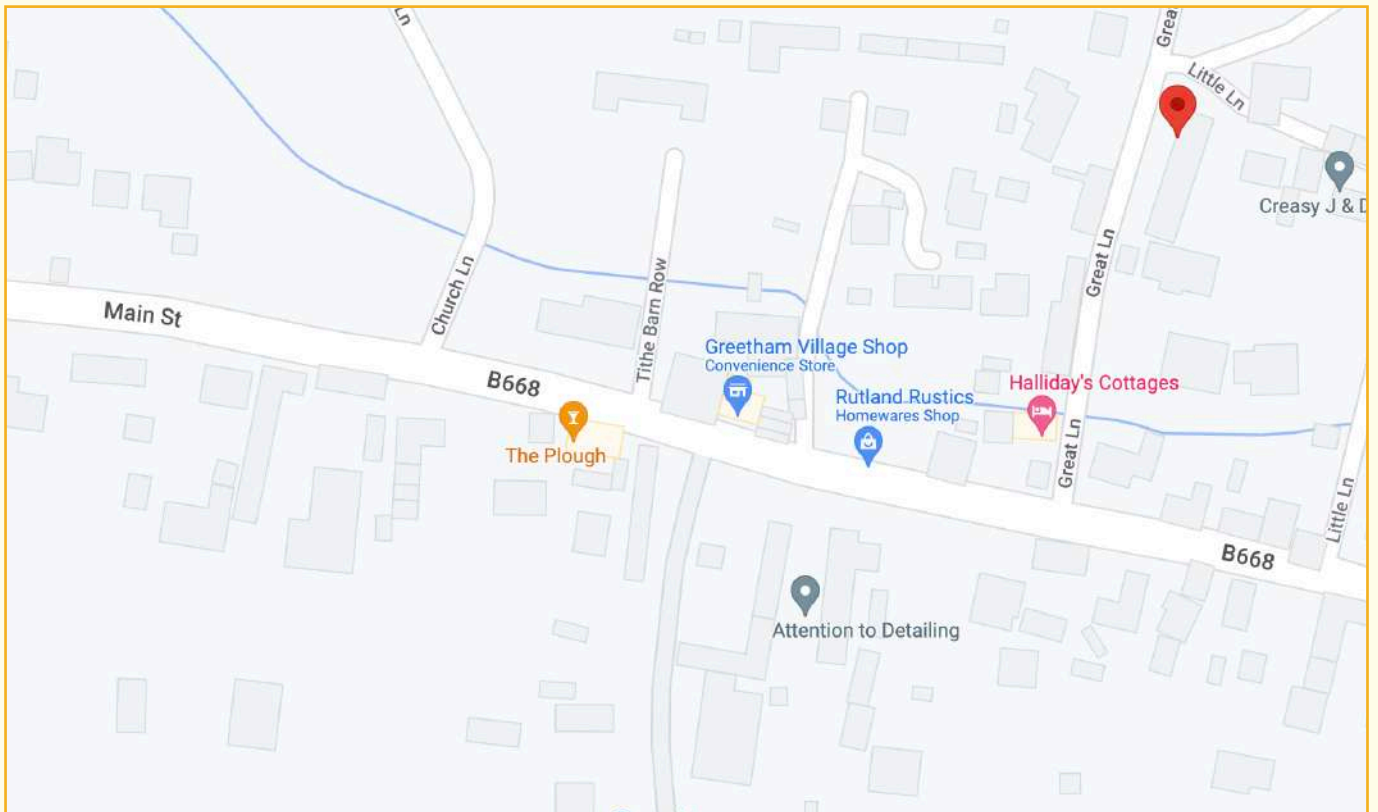 Ln
Grea
Little Ln
Creasy J & D
Great Ln
Church Ln
Tithe Barn Row
Main St
Greetham Village Shop
Convenience Store
B668
Rutland Rustics
Homewares Shop
Halliday's Cottages
The Plough
Great Ln
Little Ln
B668
Attention to Detailing